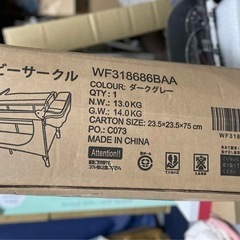 ビーサークル
WF318686BAA
COLOUR: ダークグレー
QTY: 1
N.W.: 13.0KG
G.W.: 14.0KG
CARTON SIZE: 23.5×23.5×75 cm
PO.: C073
MADE IN CHINA
Attention!!
WF3186